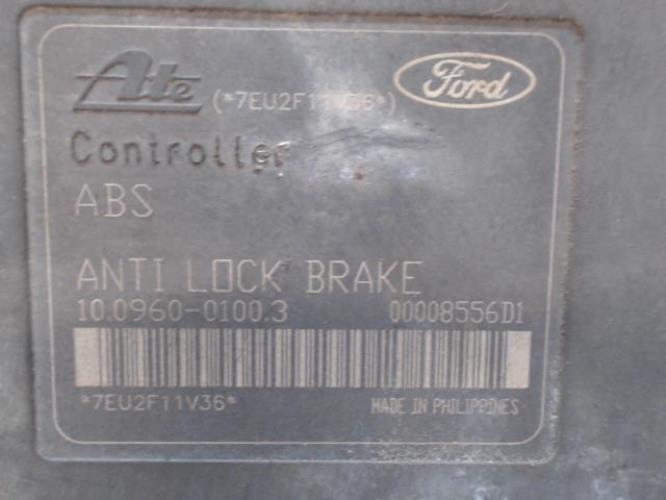 Ate (*7EU2F11V36*) Ford
Controller
ABS
ANTI LOCK BRAKE
10.0960-0100.3 00008556D1
*7EU2F11V36* MADE IN PHILIPPINES